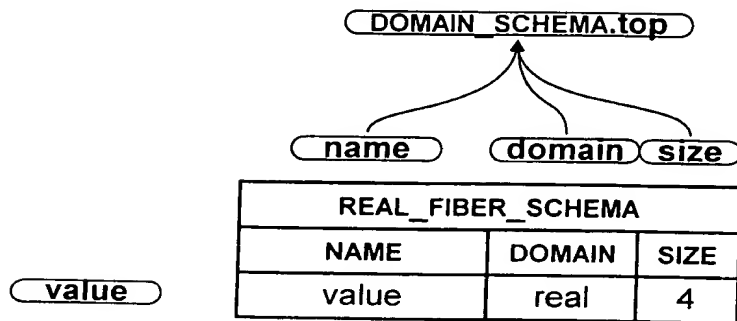 DOMAIN_SCHEMA.top
name domain size
REAL_FIBER_SCHEMA
NAME DOMAIN SIZE
value value real 4